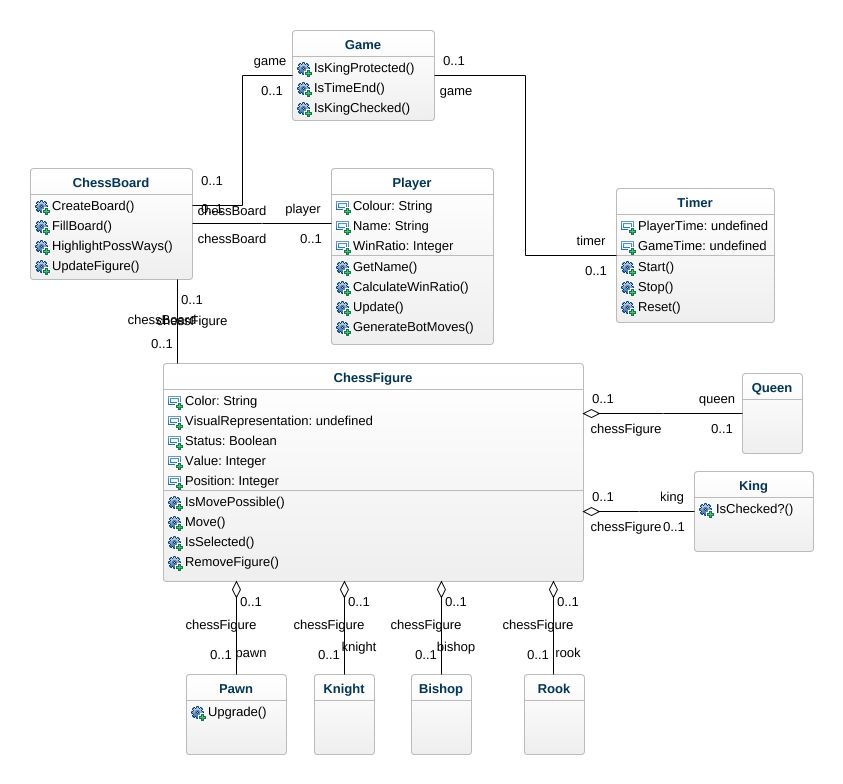 Game
IsKingProtected()
IsTimeEnd()
IsKingChecked()
game
0..1
0..1
game
ChessBoard
CreateBoard()
FillBoard()
HighlightPossWays()
UpdateFigure()
0..1
0..1
chessBoard
player
chessBoard
0..1
Player
Colour: String
Name: String
WinRatio: Integer
GetName()
CalculateWinRatio()
Update()
GenerateBotMoves()
timer
0..1
Timer
PlayerTime: undefined
GameTime: undefined
Start()
Stop()
Reset()
0..1
chessBoard
chessFigure
0..1
ChessFigure
Color: String
VisualRepresentation: undefined
Status: Boolean
Value: Integer
Position: Integer
IsMovePossible()
Move()
IsSelected()
RemoveFigure()
0..1
queen
chessFigure
0..1
Queen
0..1
king
chessFigure
0..1
King
IsChecked?()
0..1
0..1
0..1
0..1
chessFigure
chessFigure
chessFigure
chessFigure
0..1
pawn
0..1
knight
0..1
bishop
0..1
rook
Pawn
Upgrade()
Knight
Bishop
Rook